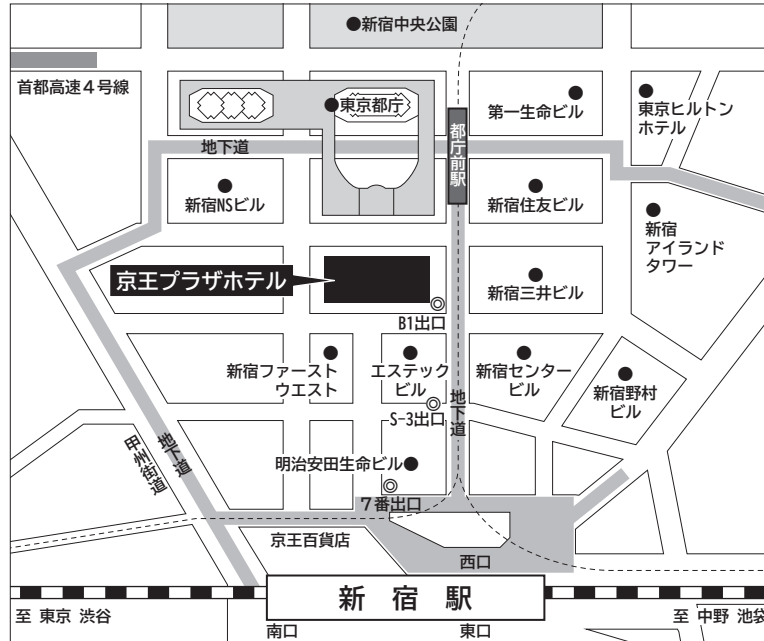 新宿中央公園
首都高速４号線
東京都庁
第一生命ビル
東京ヒルトン
ホテル
地下道
都庁前駅
新宿NSビル
新宿住友ビル
新宿
アイランド
タワー
京王プラザホテル
新宿三井ビル
B1出口
新宿ファースト
ウエスト
エステック
ビル
新宿センター
ビル
新宿野村
ビル
S-3出口
地下道
甲州街道
地下道
明治安田生命ビル
７番出口
京王百貨店
西口
新宿駅
至 東京 渋谷
南口
東口
至 中野 池袋